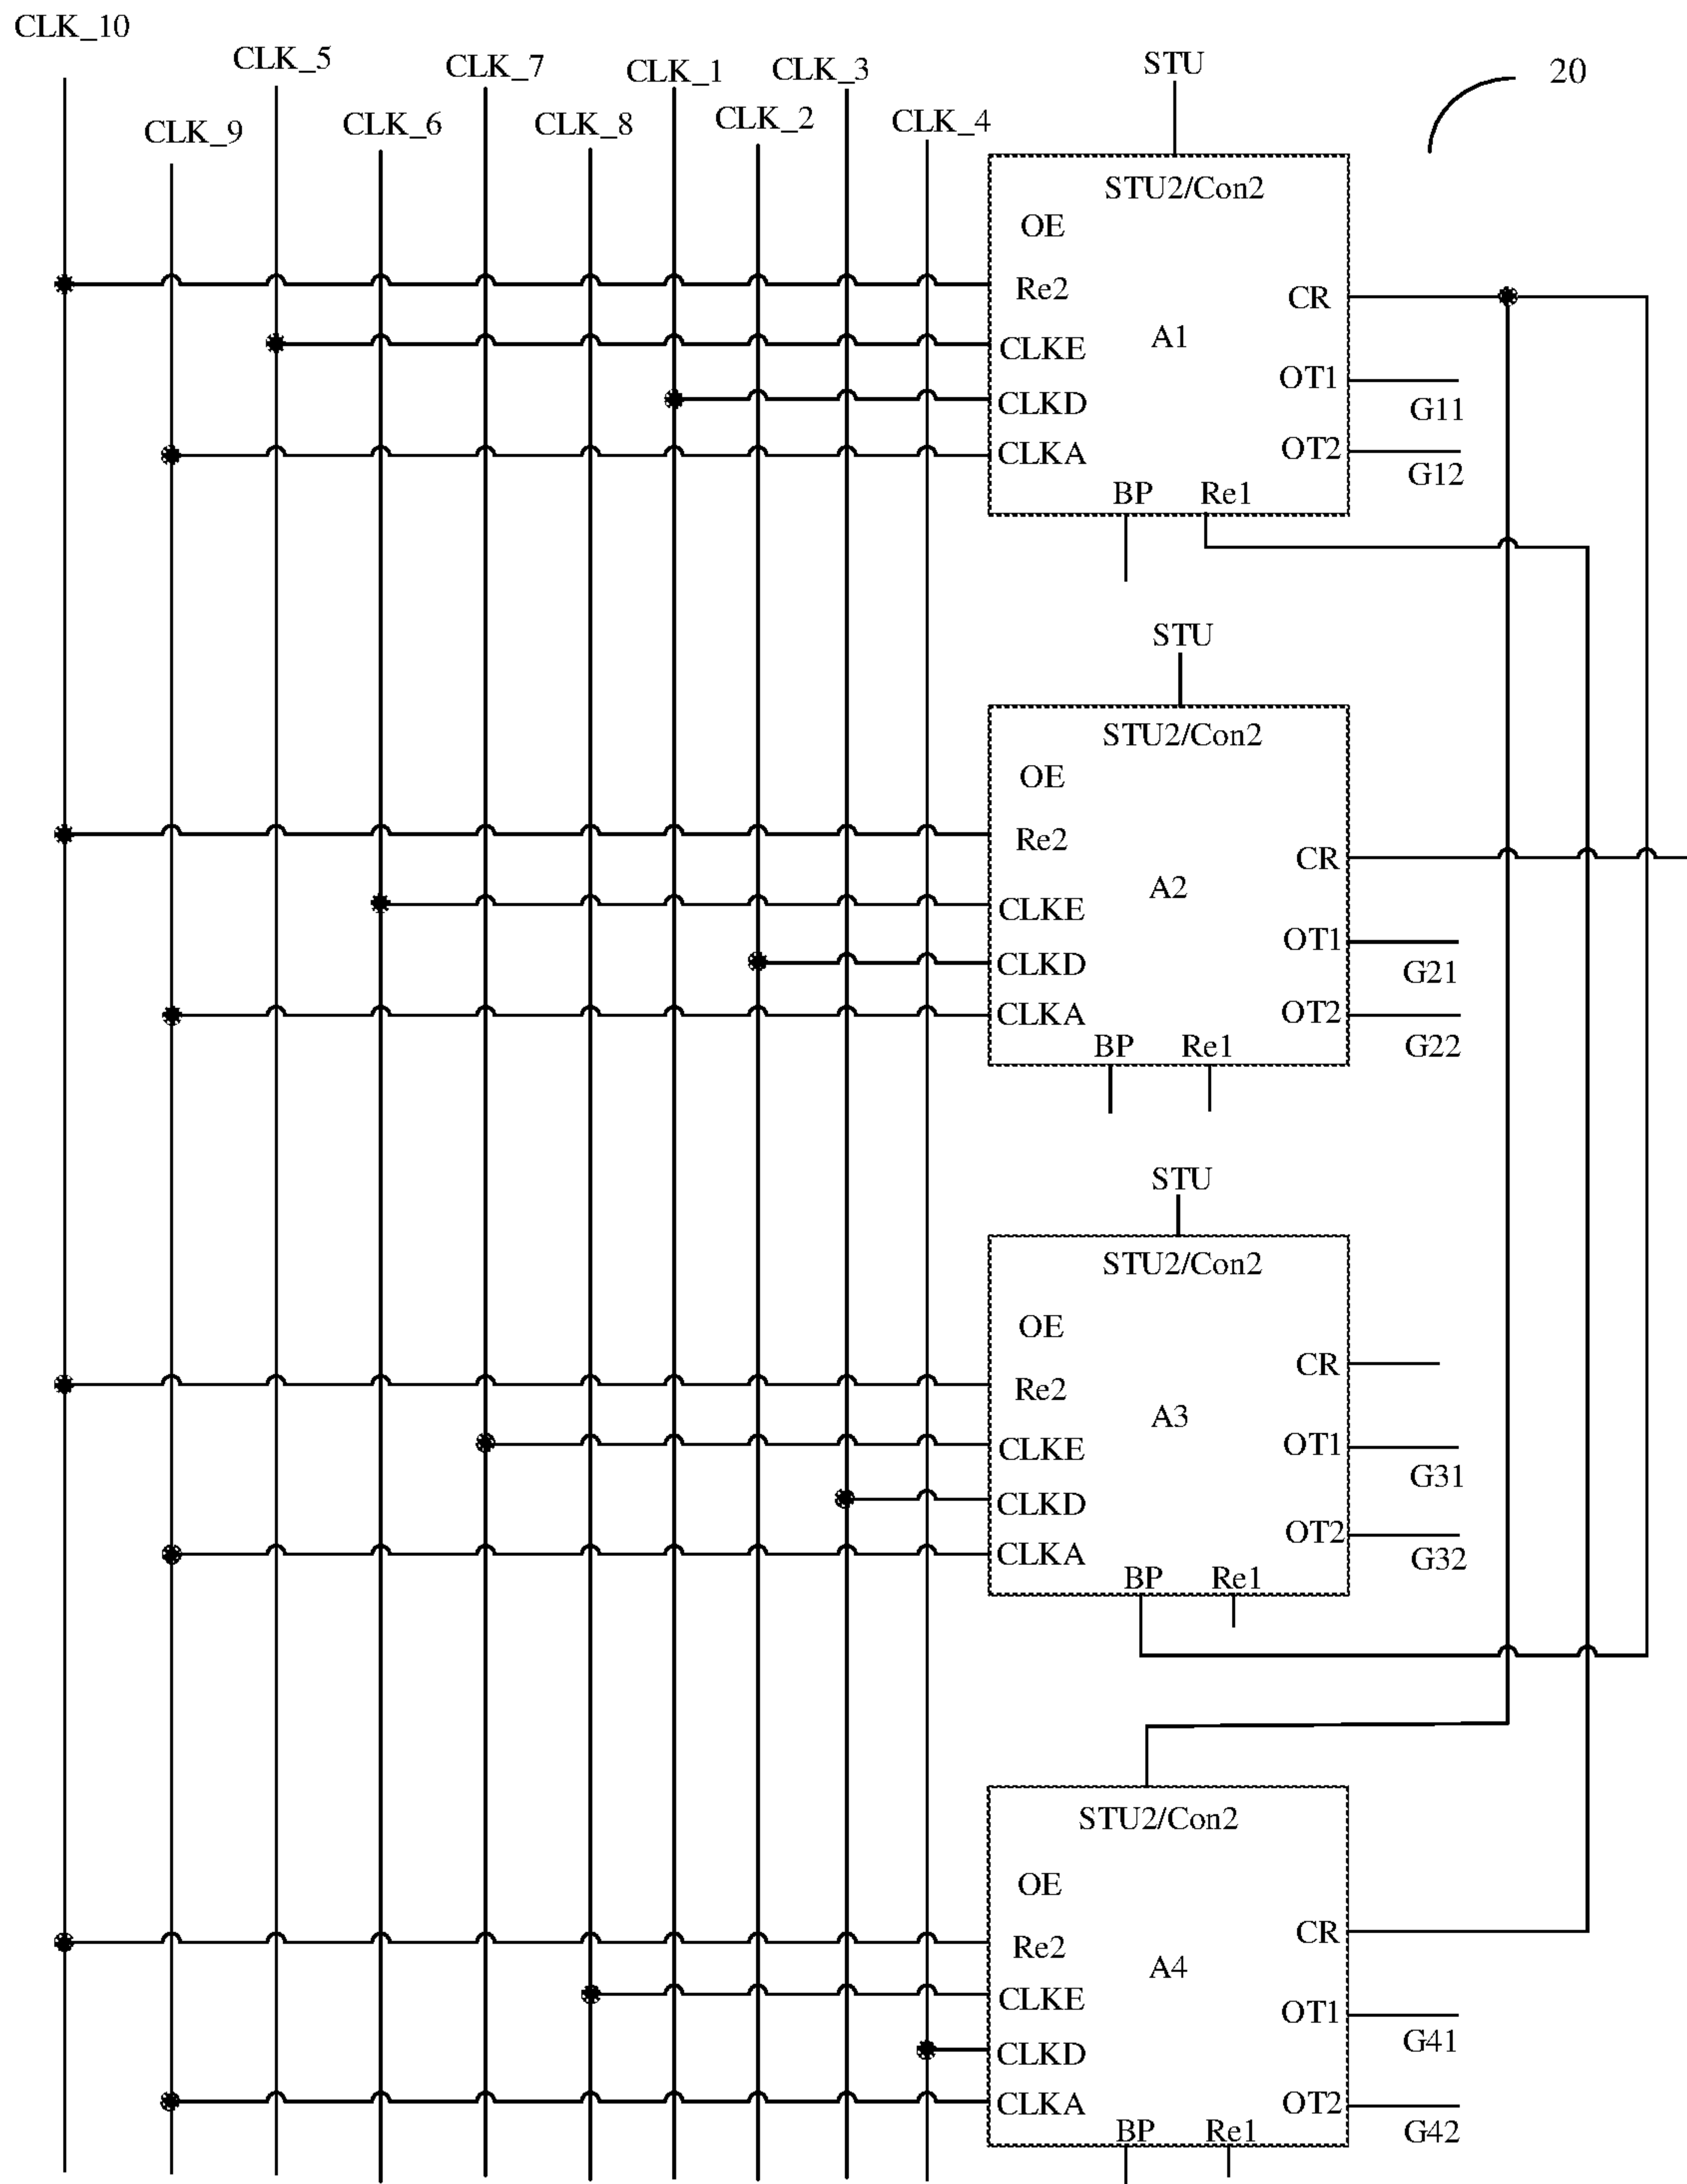 CLK_10
CLK_5
CLK_7
CLK_1
CLK_3
STU
20
CLK_9
CLK_6
CLK_8
CLK_2
CLK_4
STU2/Con2
OE
Re2
CR
A1
CLKE
OT1
CLKD
G11
OT2
CLKA
G12
BP
Re1
STU
STU2/Con2
OE
Re2
CR
A2
CLKE
OT1
CLKD
G21
OT2
CLKA
G22
BP
Re1
STU
STU2/Con2
OE
CR
Re2
A3
OT1
CLKE
G31
CLKD
OT2
CLKA
G32
BP
Re1
STU2/Con2
OE
CR
Re2
A4
CLKE
OT1
G41
CLKD
CLKA
OT2
G42
BP
Re1